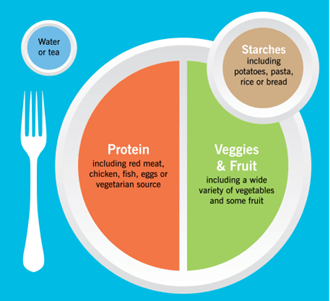 Water
or tea
Starches
including
potatoes, pasta,
rice or bread
Protein
including red meat,
chicken, fish, eggs or
vegetarian source
Veggies
& Fruit
including a wide
variety of vegetables
and some fruit